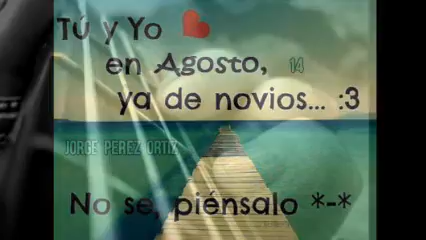 Tú y Yo
en Agosto, 14
ya de novios... :3
JORGE PEREZ ORTIZ
No se, piénsalo *-*